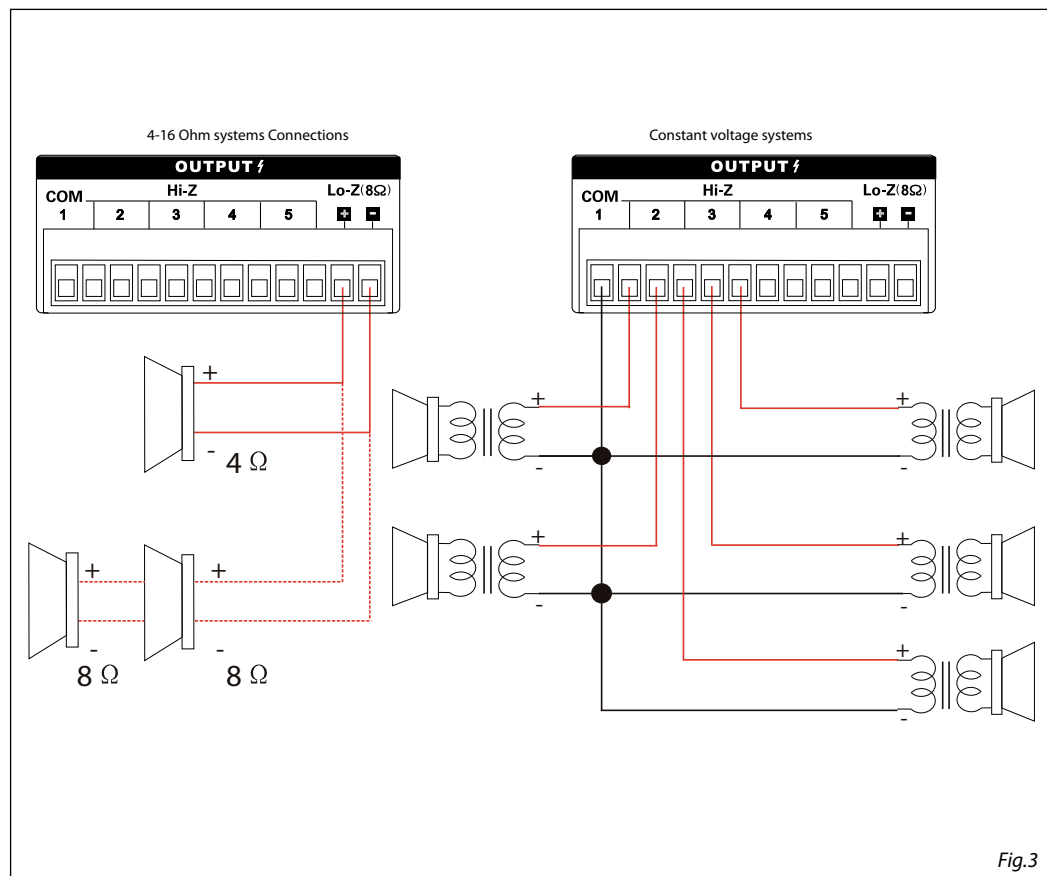 4-16 Ohm systems Connections
OUTPUT
COM Hi-Z Lo-Z(8Ω)
1 2 3 4 5 + -
+
- 4 Ω
+ +
- -
8 Ω 8 Ω
Constant voltage systems
OUTPUT
COM Hi-Z Lo-Z(8Ω)
1 2 3 4 5 + -
+ +
- -
+ +
- -
+
-
Fig.3